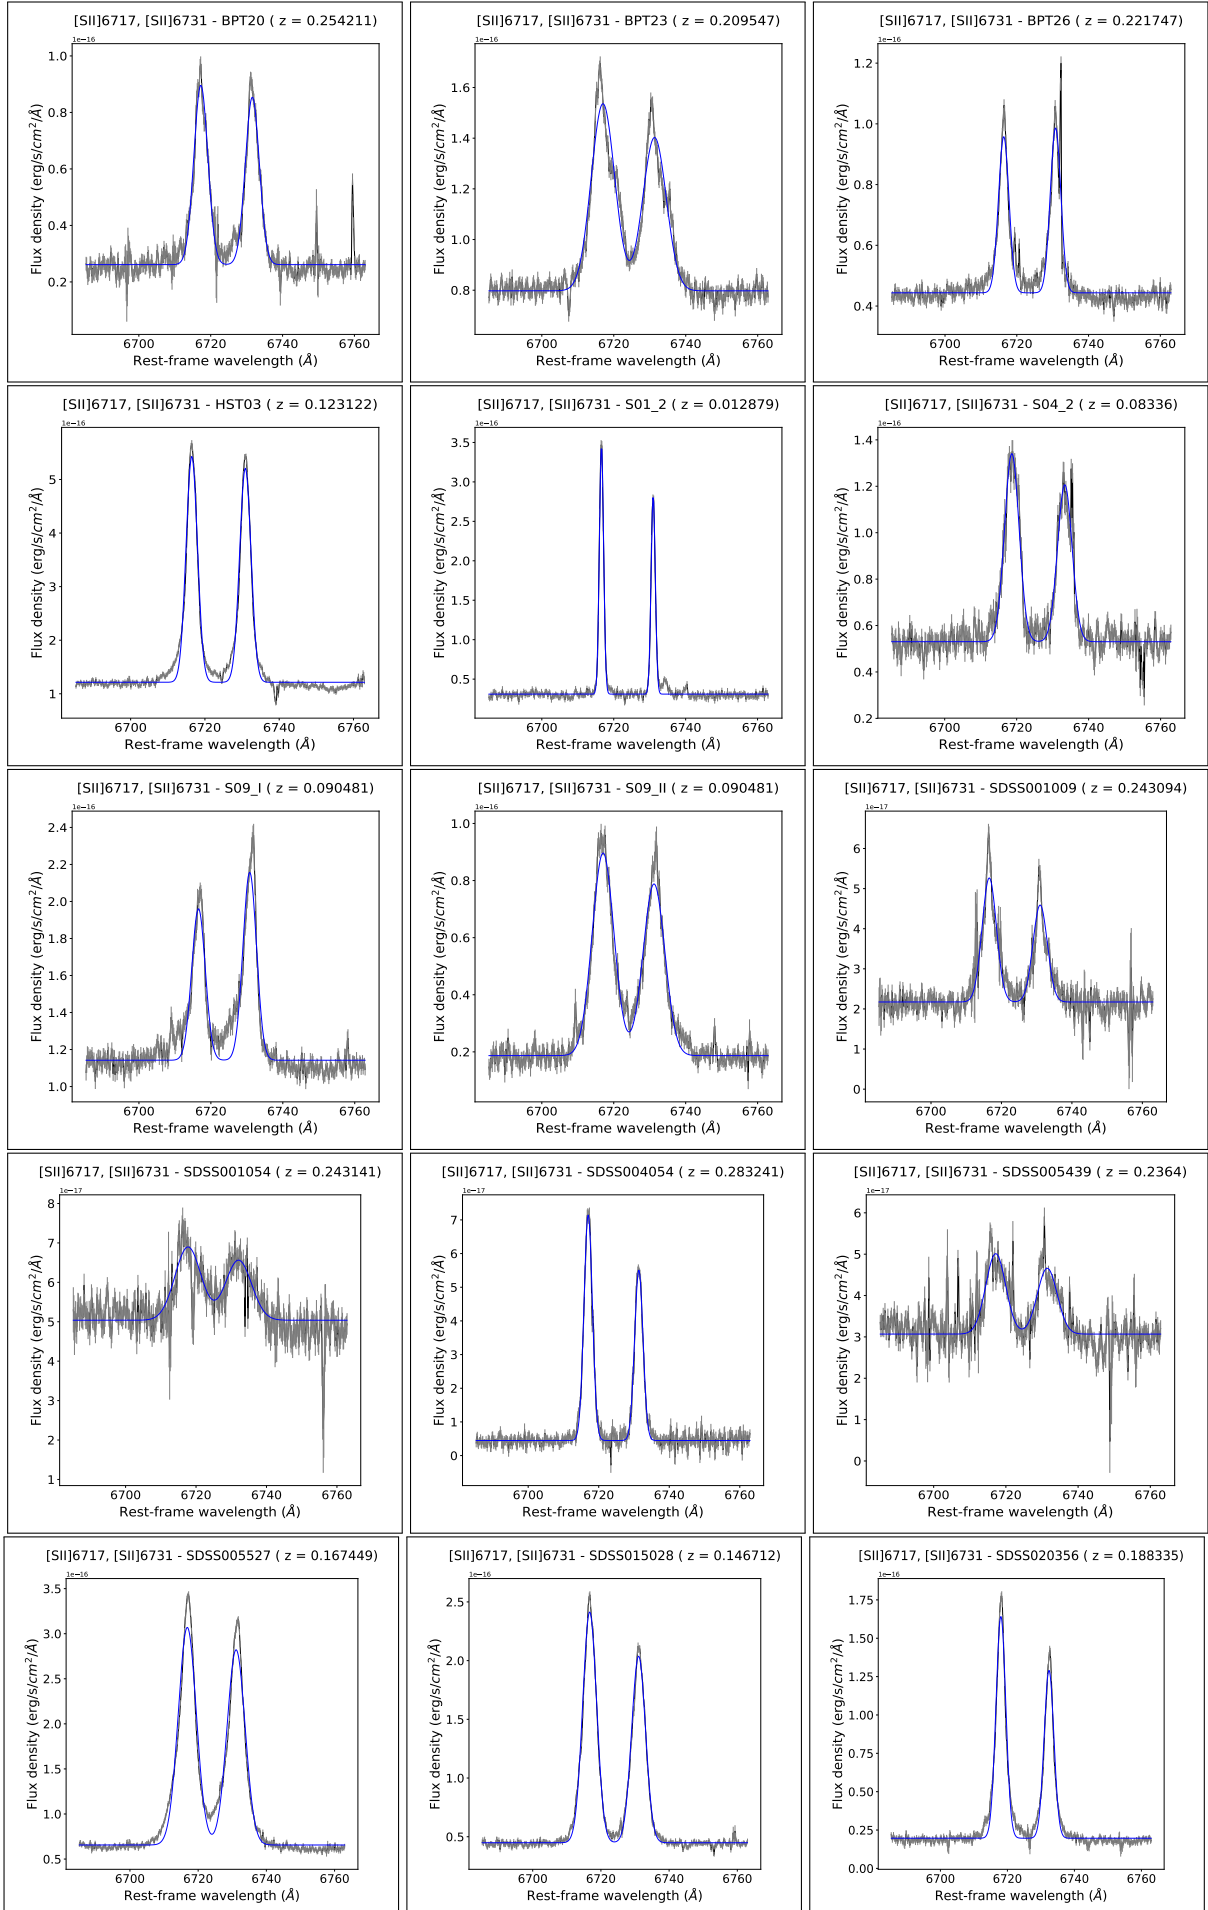 [SII]6717, [SII]6731 - BPT20 ( z = 0.254211)
1e−16
1.0
0.8
0.6
0.4
0.2
Flux density (erg/s/cm²/Å)
6700 6720 6740 6760
Rest-frame wavelength (Å)
[SII]6717, [SII]6731 - BPT23 ( z = 0.209547)
1e−16
1.6
1.4
1.2
1.0
0.8
Flux density (erg/s/cm²/Å)
6700 6720 6740 6760
Rest-frame wavelength (Å)
[SII]6717, [SII]6731 - BPT26 ( z = 0.221747)
1e−16
1.2
1.0
0.8
0.6
0.4
Flux density (erg/s/cm²/Å)
6700 6720 6740 6760
Rest-frame wavelength (Å)
[SII]6717, [SII]6731 - HST03 ( z = 0.123122)
1e−16
5
4
3
2
1
Flux density (erg/s/cm²/Å)
6700 6720 6740 6760
Rest-frame wavelength (Å)
[SII]6717, [SII]6731 - S01_2 ( z = 0.012879)
1e−16
3.5
3.0
2.5
2.0
1.5
1.0
0.5
Flux density (erg/s/cm²/Å)
6700 6720 6740 6760
Rest-frame wavelength (Å)
[SII]6717, [SII]6731 - S04_2 ( z = 0.08336)
1e−16
1.4
1.2
1.0
0.8
0.6
0.4
0.2
Flux density (erg/s/cm²/Å)
6700 6720 6740 6760
Rest-frame wavelength (Å)
[SII]6717, [SII]6731 - S09_I ( z = 0.090481)
1e−16
2.4
2.2
2.0
1.8
1.6
1.4
1.2
1.0
Flux density (erg/s/cm²/Å)
6700 6720 6740 6760
Rest-frame wavelength (Å)
[SII]6717, [SII]6731 - S09_II ( z = 0.090481)
1e−16
1.0
0.8
0.6
0.4
0.2
Flux density (erg/s/cm²/Å)
6700 6720 6740 6760
Rest-frame wavelength (Å)
[SII]6717, [SII]6731 - SDSS001009 ( z = 0.243094)
1e−17
6
5
4
3
2
1
0
Flux density (erg/s/cm²/Å)
6700 6720 6740 6760
Rest-frame wavelength (Å)
[SII]6717, [SII]6731 - SDSS001054 ( z = 0.243141)
1e−17
8
7
6
5
4
3
2
1
Flux density (erg/s/cm²/Å)
6700 6720 6740 6760
Rest-frame wavelength (Å)
[SII]6717, [SII]6731 - SDSS004054 ( z = 0.283241)
1e−17
7
6
5
4
3
2
1
0
Flux density (erg/s/cm²/Å)
6700 6720 6740 6760
Rest-frame wavelength (Å)
[SII]6717, [SII]6731 - SDSS005439 ( z = 0.2364)
1e−17
6
5
4
3
2
1
0
Flux density (erg/s/cm²/Å)
6700 6720 6740 6760
Rest-frame wavelength (Å)
[SII]6717, [SII]6731 - SDSS005527 ( z = 0.167449)
1e−16
3.5
3.0
2.5
2.0
1.5
1.0
0.5
Flux density (erg/s/cm²/Å)
6700 6720 6740 6760
Rest-frame wavelength (Å)
[SII]6717, [SII]6731 - SDSS015028 ( z = 0.146712)
1e−16
2.5
2.0
1.5
1.0
0.5
Flux density (erg/s/cm²/Å)
6700 6720 6740 6760
Rest-frame wavelength (Å)
[SII]6717, [SII]6731 - SDSS020356 ( z = 0.188335)
1e−16
1.75
1.50
1.25
1.00
0.75
0.50
0.25
0.00
Flux density (erg/s/cm²/Å)
6700 6720 6740 6760
Rest-frame wavelength (Å)